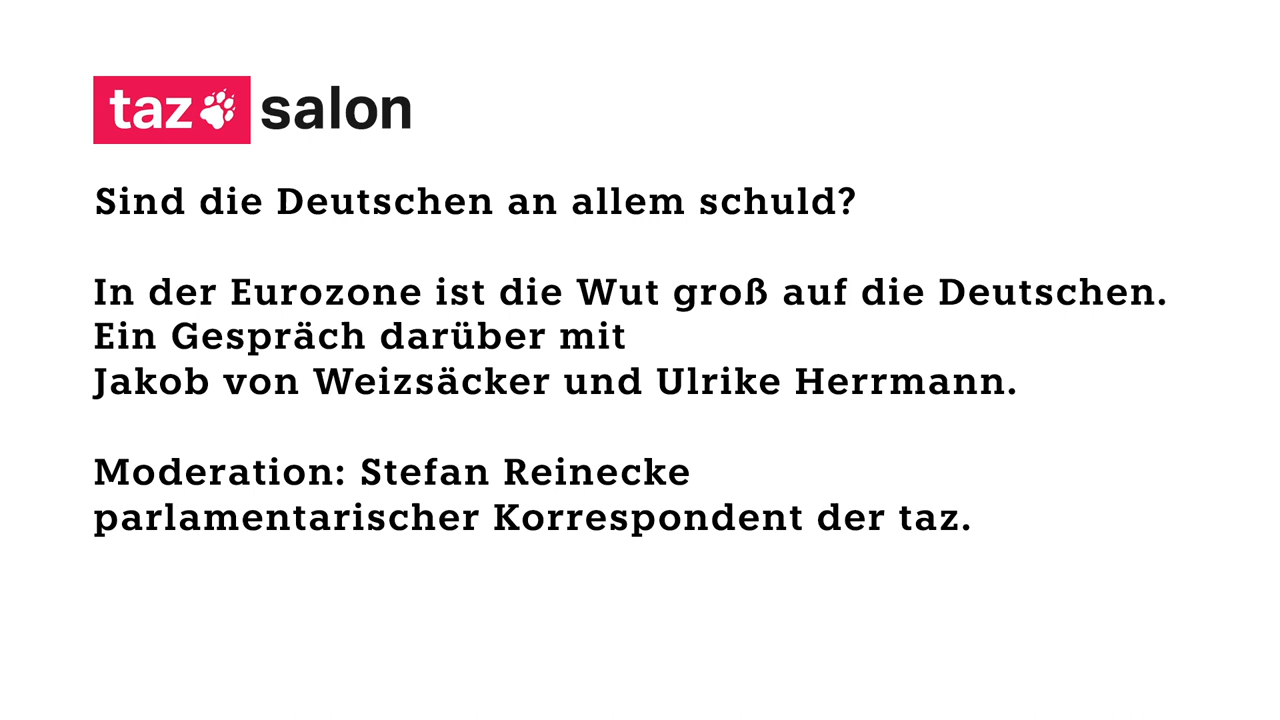 taz salon
Sind die Deutschen an allem schuld?
In der Eurozone ist die Wut groß auf die Deutschen.
Ein Gespräch darüber mit
Jakob von Weizsäcker und Ulrike Herrmann.
Moderation: Stefan Reinecke
parlamentarischer Korrespondent der taz.